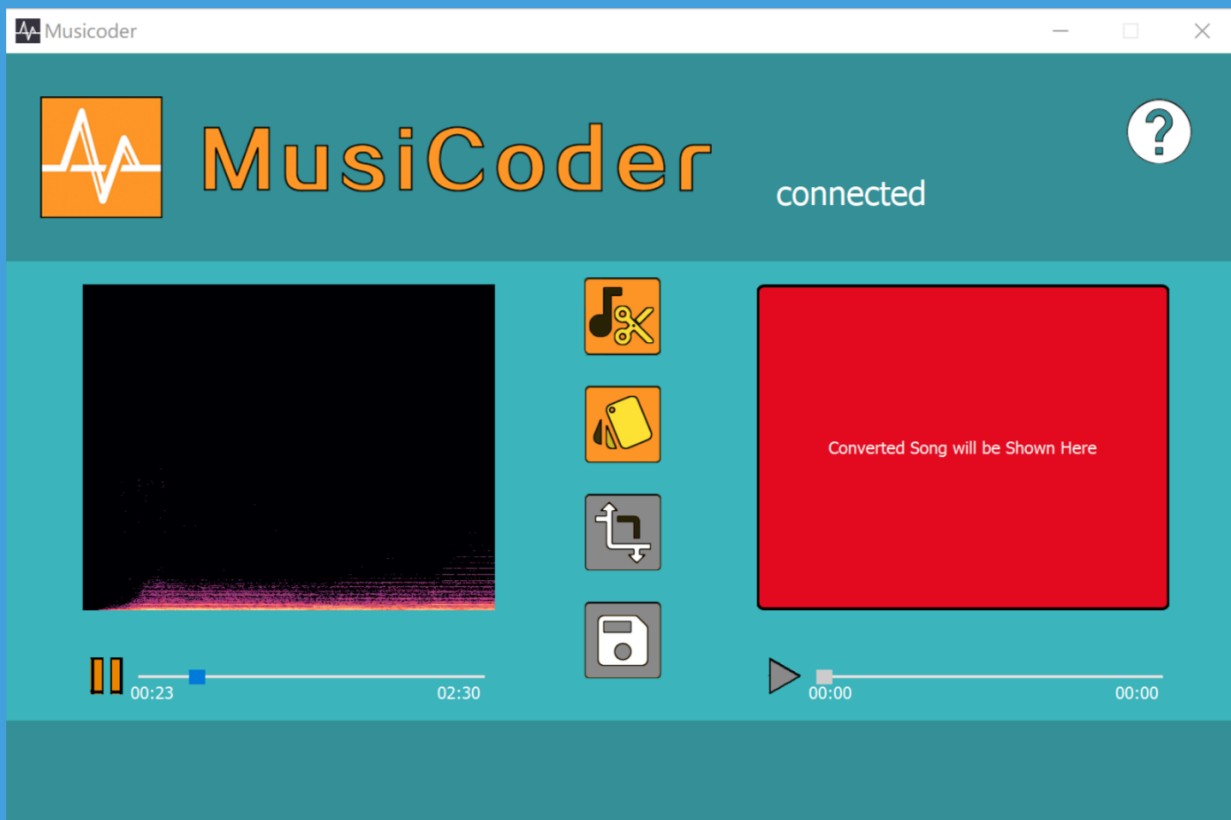 Musicoder
MusiCoder
?
connected
Converted Song will be Shown Here
00:23
02:30
00:00
00:00